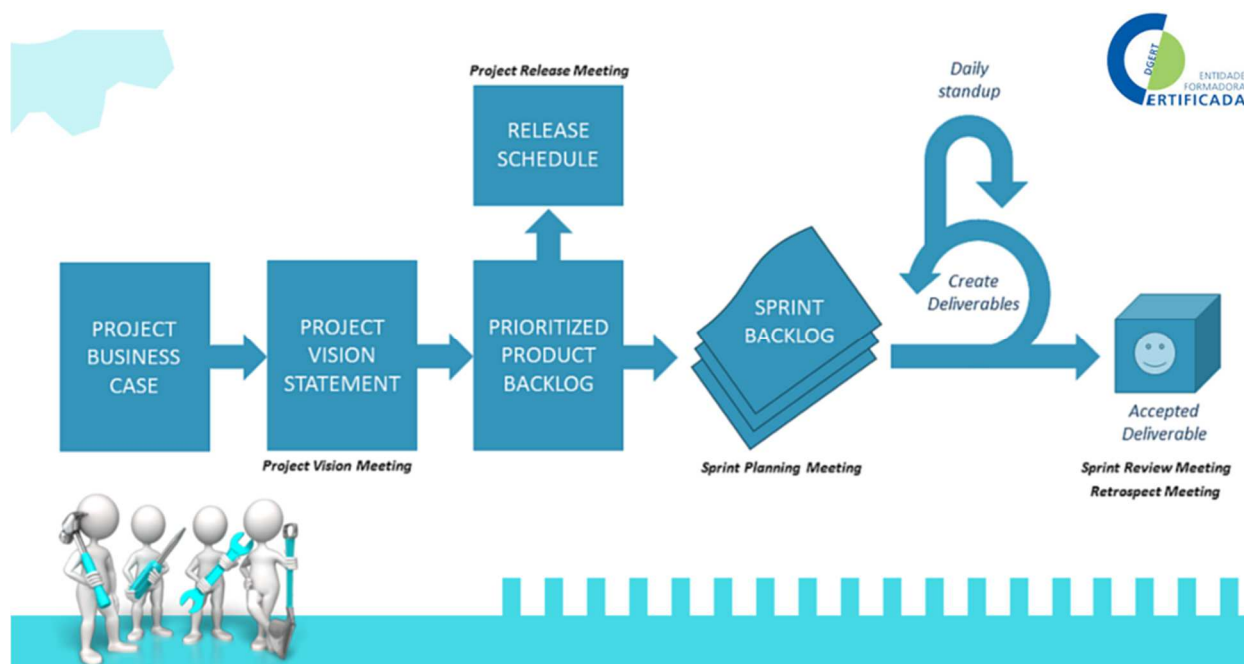 Project Release Meeting
RELEASE
SCHEDULE
Daily
standup
DGERT
ENTIDADE
FORMADORA
CERTIFICADA
PROJECT
BUSINESS
CASE
PROJECT
VISION
STATEMENT
Project Vision Meeting
PRIORITIZED
PRODUCT
BACKLOG
SPRINT
BACKLOG
Sprint Planning Meeting
Create
Deliverables
Accepted
Deliverable
Sprint Review Meeting
Retrospect Meeting